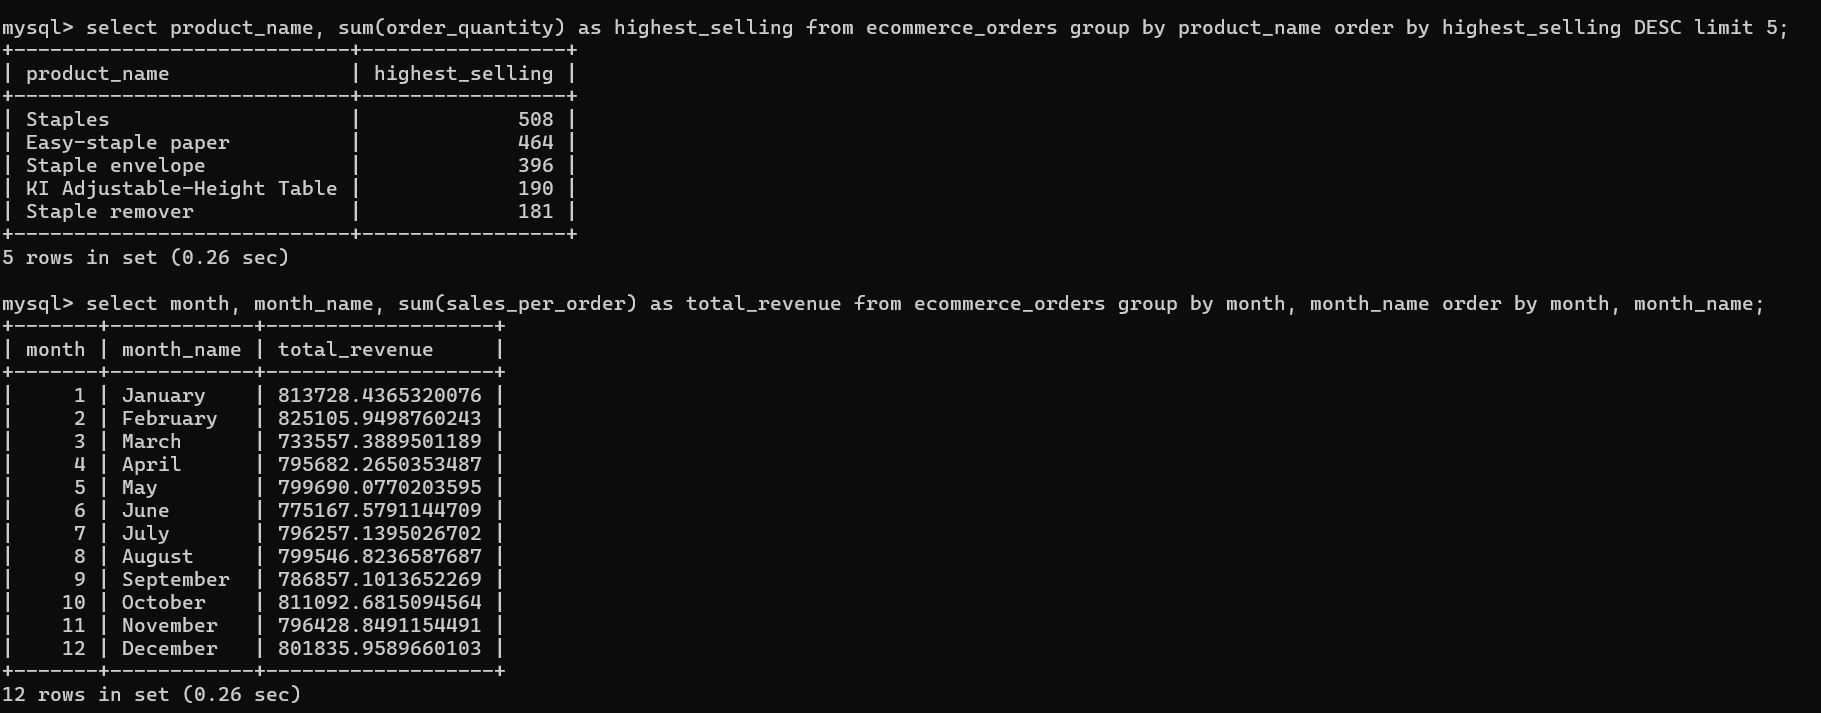 mysql> select product_name, sum(order_quantity) as highest_selling from ecommerce_orders group by product_name order by highest_selling DESC limit 5;
+----------------------------+-----------------+
| product_name               | highest_selling |
+----------------------------+-----------------+
| Staples                    |             508 |
| Easy-staple paper          |             464 |
| Staple envelope            |             396 |
| KI Adjustable-Height Table |             190 |
| Staple remover             |             181 |
+----------------------------+-----------------+
5 rows in set (0.26 sec)

mysql> select month, month_name, sum(sales_per_order) as total_revenue from ecommerce_orders group by month, month_name order by month, month_name;
+-------+------------+-------------------+
| month | month_name | total_revenue     |
+-------+------------+-------------------+
|     1 | January    | 813728.4365320076 |
|     2 | February   | 825105.9498760243 |
|     3 | March      | 733557.3889501189 |
|     4 | April      | 795682.2650353487 |
|     5 | May        | 799690.0770203595 |
|     6 | June       | 775167.5791144709 |
|     7 | July       | 796257.1395026702 |
|     8 | August     | 799546.8236587687 |
|     9 | September  | 786857.1013652269 |
|    10 | October    | 811092.6815094564 |
|    11 | November   | 796428.8491154491 |
|    12 | December   | 801835.9589660103 |
+-------+------------+-------------------+
12 rows in set (0.26 sec)